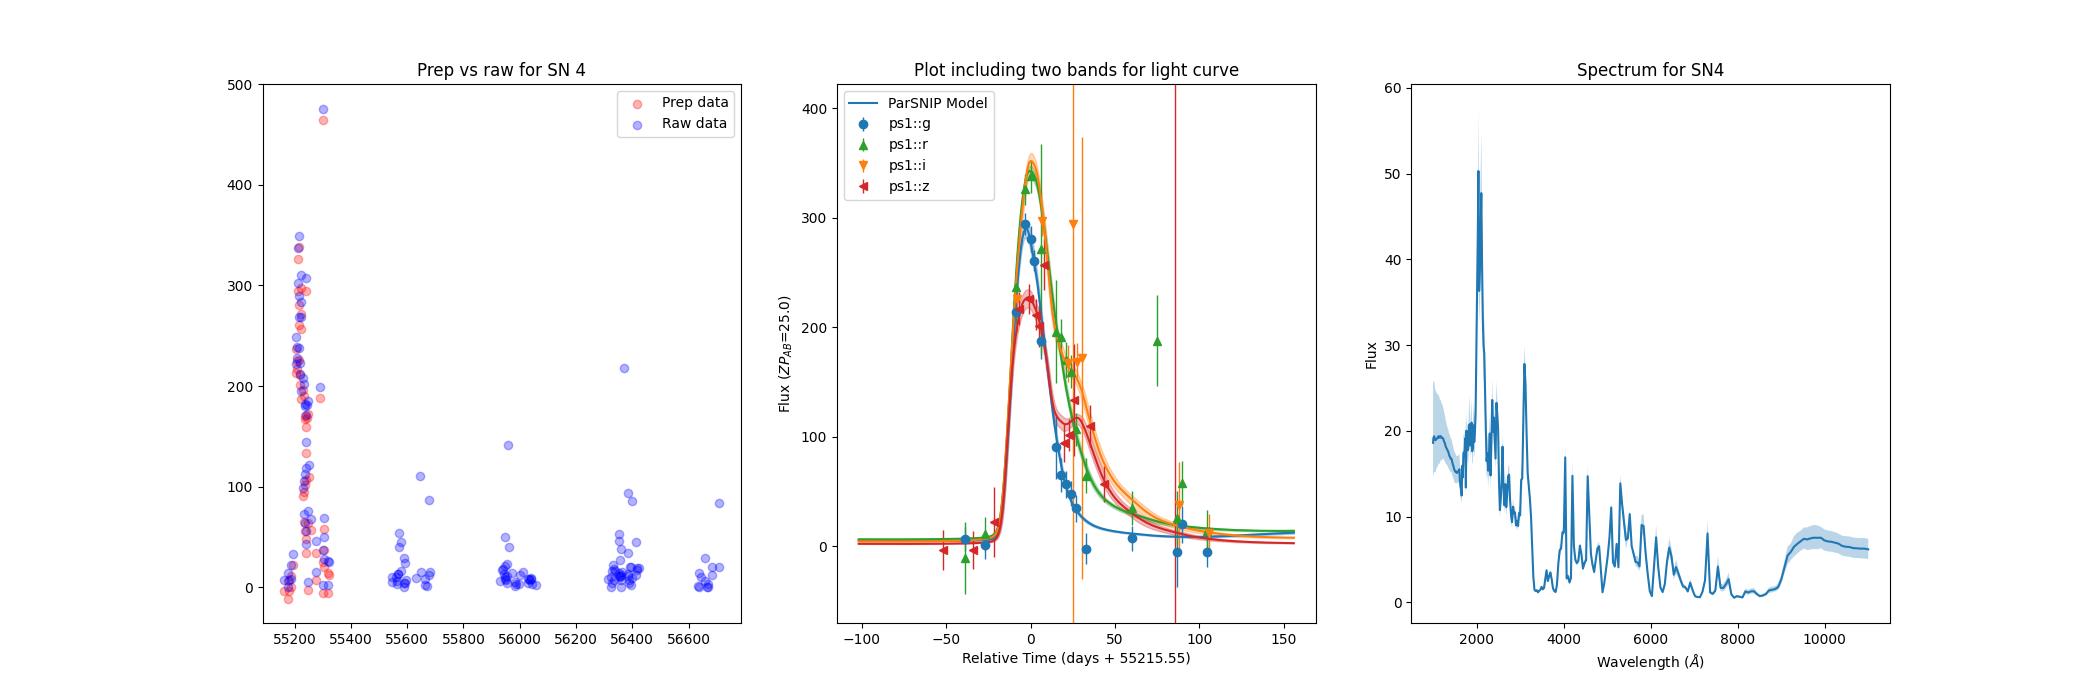 Prep vs raw for SN 4
500
400
300
200
100
0
55200 55400 55600 55800 56000 56200 56400 56600
Prep data
Raw data
Plot including two bands for light curve
Flux (ZP_AB=25.0)
400
300
200
100
0
−100 −50 0 50 100 150
Relative Time (days + 55215.55)
ParSNIP Model
ps1::g
ps1::r
ps1::i
ps1::z
Spectrum for SN4
Flux
60
50
40
30
20
10
0
2000 4000 6000 8000 10000
Wavelength (Å)